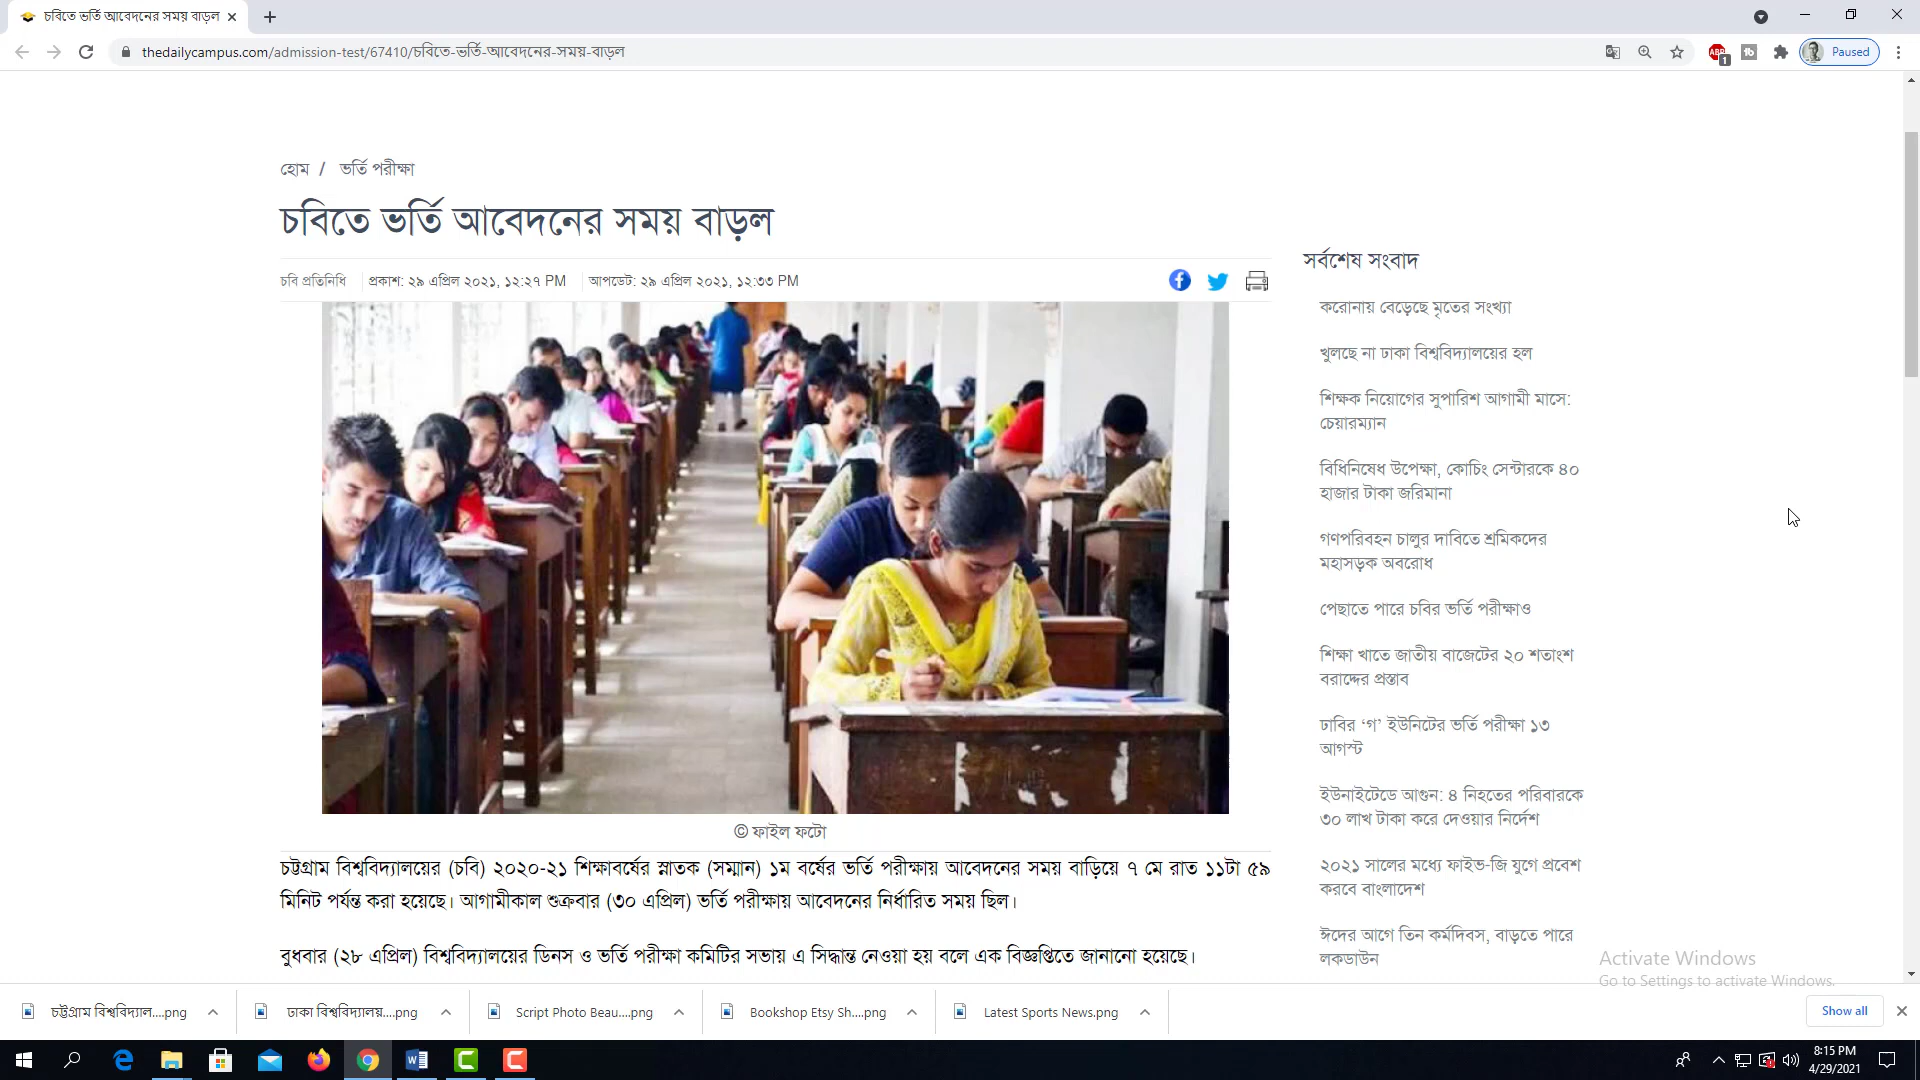 চবিতে ভর্তি আবেদনের সময় বাড়ল
thedailycampus.com/admission-test/67410/চবিতে-ভর্তি-আবেদনের-সময়-বাড়ল
ABP
1
Paused
হোম / ভর্তি পরীক্ষা
চবিতে ভর্তি আবেদনের সময় বাড়ল
চবি প্রতিনিধি প্রকাশ: ২৯ এপ্রিল ২০২১, ১২:২৭ PM আপডেট: ২৯ এপ্রিল ২০২১, ১২:৩৩ PM
© ফাইল ফটো
চট্টগ্রাম বিশ্ববিদ্যালয়ের (চবি) ২০২০-২১ শিক্ষাবর্ষের স্নাতক (সম্মান) ১ম বর্ষের ভর্তি পরীক্ষায় আবেদনের সময় বাড়িয়ে ৭ মে রাত ১১টা ৫৯
মিনিট পর্যন্ত করা হয়েছে। আগামীকাল শুক্রবার (৩০ এপ্রিল) ভর্তি পরীক্ষায় আবেদনের নির্ধারিত সময় ছিল।
বুধবার (২৮ এপ্রিল) বিশ্ববিদ্যালয়ের ডিনস ও ভর্তি পরীক্ষা কমিটির সভায় এ সিদ্ধান্ত নেওয়া হয় বলে এক বিজ্ঞপ্তিতে জানানো হয়েছে।
সর্বশেষ সংবাদ
করোনায় বেড়েছে মৃতের সংখ্যা
খুলছে না ঢাকা বিশ্ববিদ্যালয়ের হল
শিক্ষক নিয়োগের সুপারিশ আগামী মাসে:
চেয়ারম্যান
বিধিনিষেধ উপেক্ষা, কোচিং সেন্টারকে ৪০
হাজার টাকা জরিমানা
গণপরিবহন চালুর দাবিতে শ্রমিকদের
মহাসড়ক অবরোধ
পেছাতে পারে চবির ভর্তি পরীক্ষাও
শিক্ষা খাতে জাতীয় বাজেটের ২০ শতাংশ
বরাদ্দের প্রস্তাব
ঢাবির ‘গ’ ইউনিটের ভর্তি পরীক্ষা ১৩
আগস্ট
ইউনাইটেডে আগুন: ৪ নিহতের পরিবারকে
৩০ লাখ টাকা করে দেওয়ার নির্দেশ
২০২১ সালের মধ্যে ফাইভ-জি যুগে প্রবেশ
করবে বাংলাদেশ
ঈদের আগে তিন কর্মদিবস, বাড়তে পারে
লকডাউন
Activate Windows
Go to Settings to activate Windows.
চট্টগ্রাম বিশ্ববিদ্যাল....png
ঢাকা বিশ্ববিদ্যালয়....png
Script Photo Beau....png
Bookshop Etsy Sh....png
Latest Sports News.png
Show all
8:15 PM
4/29/2021